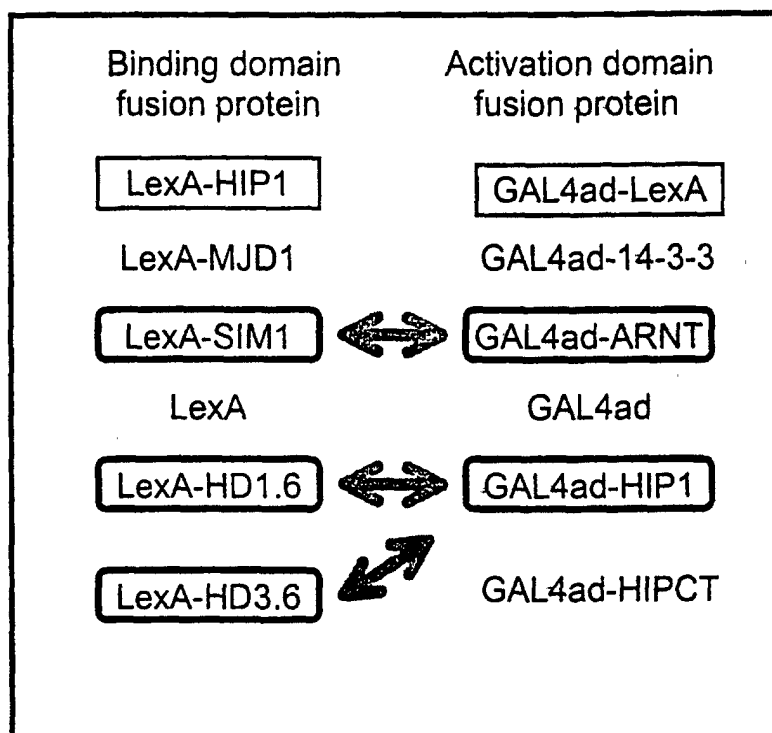 Binding domain
fusion protein
Activation domain
fusion protein
LexA-HIP1
GAL4ad-LexA
LexA-MJD1
GAL4ad-14-3-3
LexA-SIM1
GAL4ad-ARNT
LexA
GAL4ad
LexA-HD1.6
GAL4ad-HIP1
LexA-HD3.6
GAL4ad-HIPCT